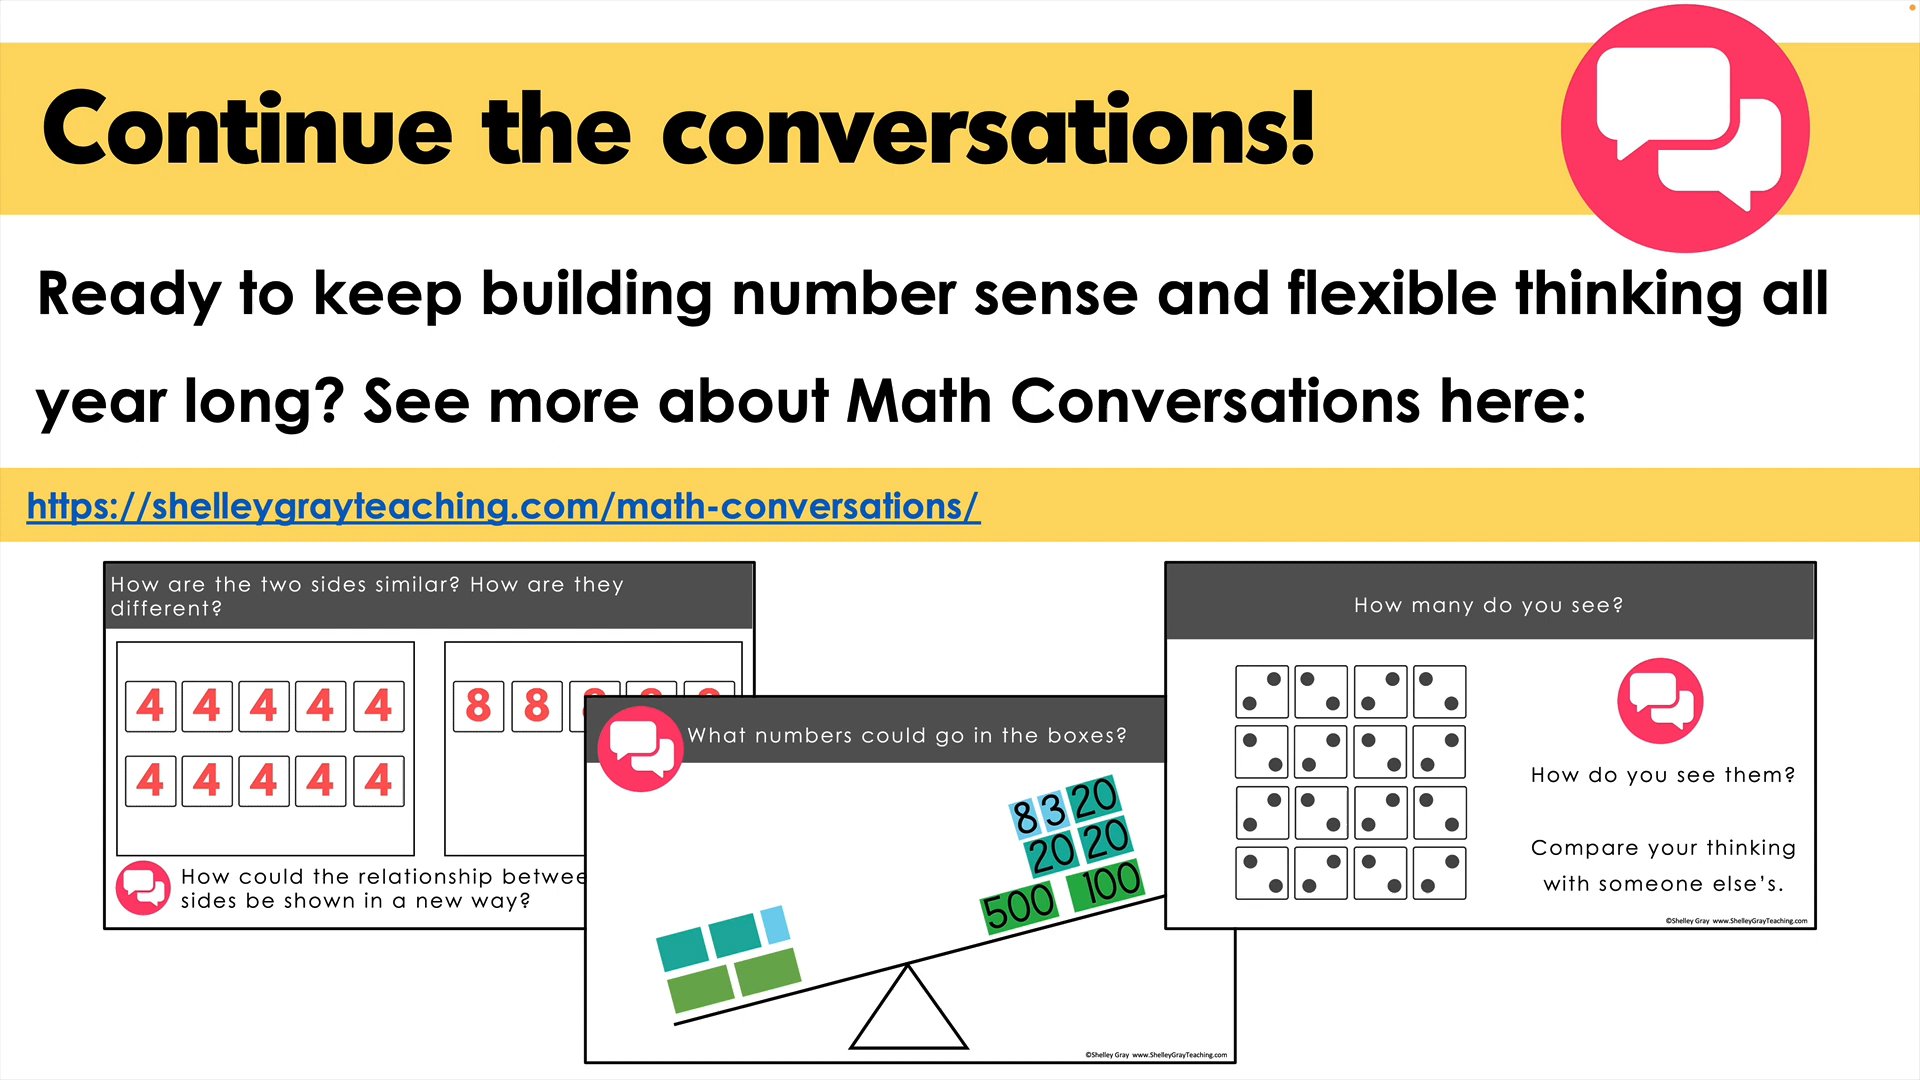 Continue the conversations!
Ready to keep building number sense and flexible thinking all
year long? See more about Math Conversations here:
https://shelleygrayteaching.com/math-conversations/
How are the two sides similar? How are they
different?
4 4 4 4 4
4 4 4 4 4
8 8
How could the relationship
sides be shown in a new way?
What numbers could go in the boxes?
8 3 20
20 20
500 100
©Shelley Gray www.ShelleyGrayTeaching.com
How many do you see?
How do you see them?
Compare your thinking
with someone else's.
©Shelley Gray www.ShelleyGrayTeaching.com